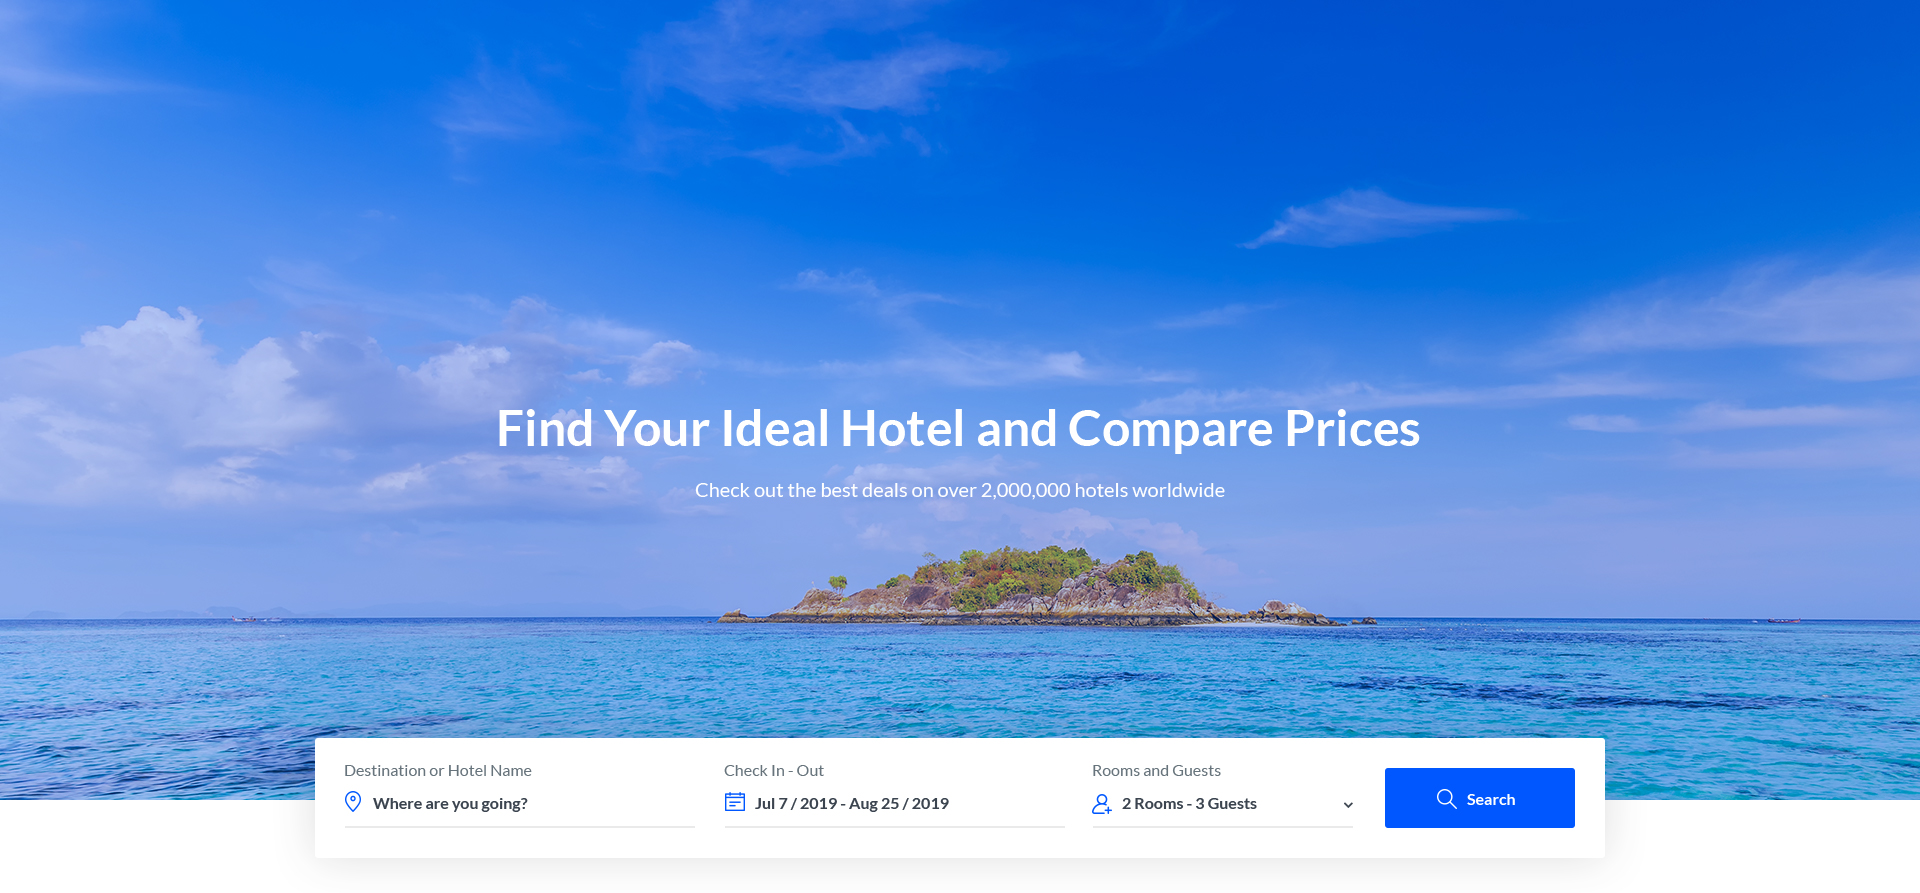 Find Your Ideal Hotel and Compare Prices
Check out the best deals on over 2,000,000 hotels worldwide
Destination or Hotel Name
Where are you going?
Check In - Out
Jul 7 / 2019 - Aug 25 / 2019
Rooms and Guests
2 Rooms - 3 Guests
Search